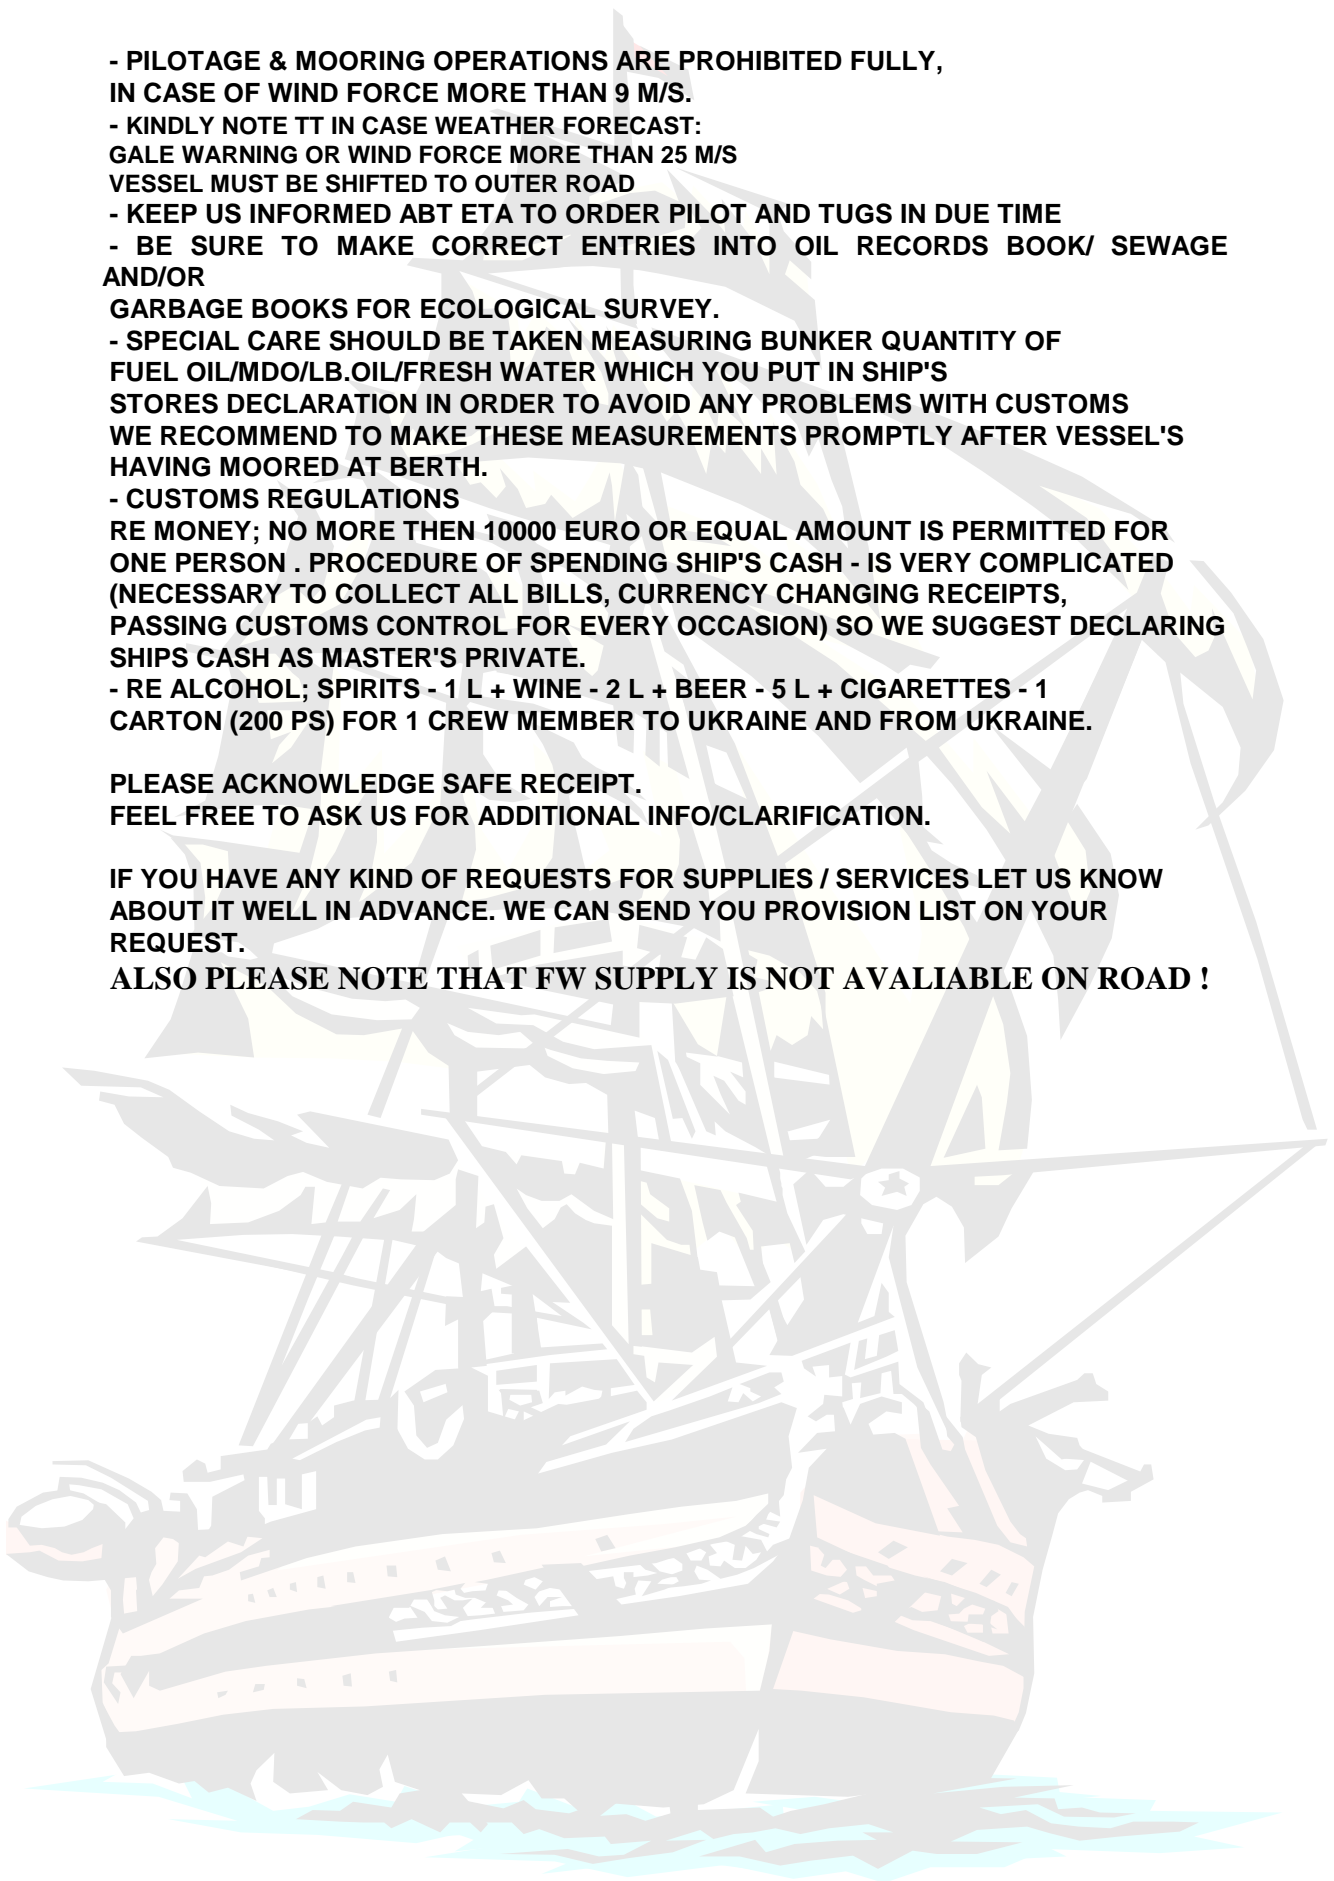 - PILOTAGE & MOORING OPERATIONS ARE PROHIBITED FULLY,
IN CASE OF WIND FORCE MORE THAN 9 M/S.
- KINDLY NOTE TT IN CASE WEATHER FORECAST:
GALE WARNING OR WIND FORCE MORE THAN 25 M/S
VESSEL MUST BE SHIFTED TO OUTER ROAD
- KEEP US INFORMED ABT ETA TO ORDER PILOT AND TUGS IN DUE TIME
- BE SURE TO MAKE CORRECT ENTRIES INTO OIL RECORDS BOOK/ SEWAGE
AND/OR
GARBAGE BOOKS FOR ECOLOGICAL SURVEY.
- SPECIAL CARE SHOULD BE TAKEN MEASURING BUNKER QUANTITY OF
FUEL OIL/MDO/LB.OIL/FRESH WATER WHICH YOU PUT IN SHIP'S
STORES DECLARATION IN ORDER TO AVOID ANY PROBLEMS WITH CUSTOMS
WE RECOMMEND TO MAKE THESE MEASUREMENTS PROMPTLY AFTER VESSEL'S
HAVING MOORED AT BERTH.
- CUSTOMS REGULATIONS
RE MONEY; NO MORE THEN 10000 EURO OR EQUAL AMOUNT IS PERMITTED FOR
ONE PERSON . PROCEDURE OF SPENDING SHIP'S CASH - IS VERY COMPLICATED
(NECESSARY TO COLLECT ALL BILLS, CURRENCY CHANGING RECEIPTS,
PASSING CUSTOMS CONTROL FOR EVERY OCCASION) SO WE SUGGEST DECLARING
SHIPS CASH AS MASTER'S PRIVATE.
- RE ALCOHOL; SPIRITS - 1 L + WINE - 2 L + BEER - 5 L + CIGARETTES - 1
CARTON (200 PS) FOR 1 CREW MEMBER TO UKRAINE AND FROM UKRAINE.
PLEASE ACKNOWLEDGE SAFE RECEIPT.
FEEL FREE TO ASK US FOR ADDITIONAL INFO/CLARIFICATION.
IF YOU HAVE ANY KIND OF REQUESTS FOR SUPPLIES / SERVICES LET US KNOW
ABOUT IT WELL IN ADVANCE. WE CAN SEND YOU PROVISION LIST ON YOUR
REQUEST.
ALSO PLEASE NOTE THAT FW SUPPLY IS NOT AVALIABLE ON ROAD !